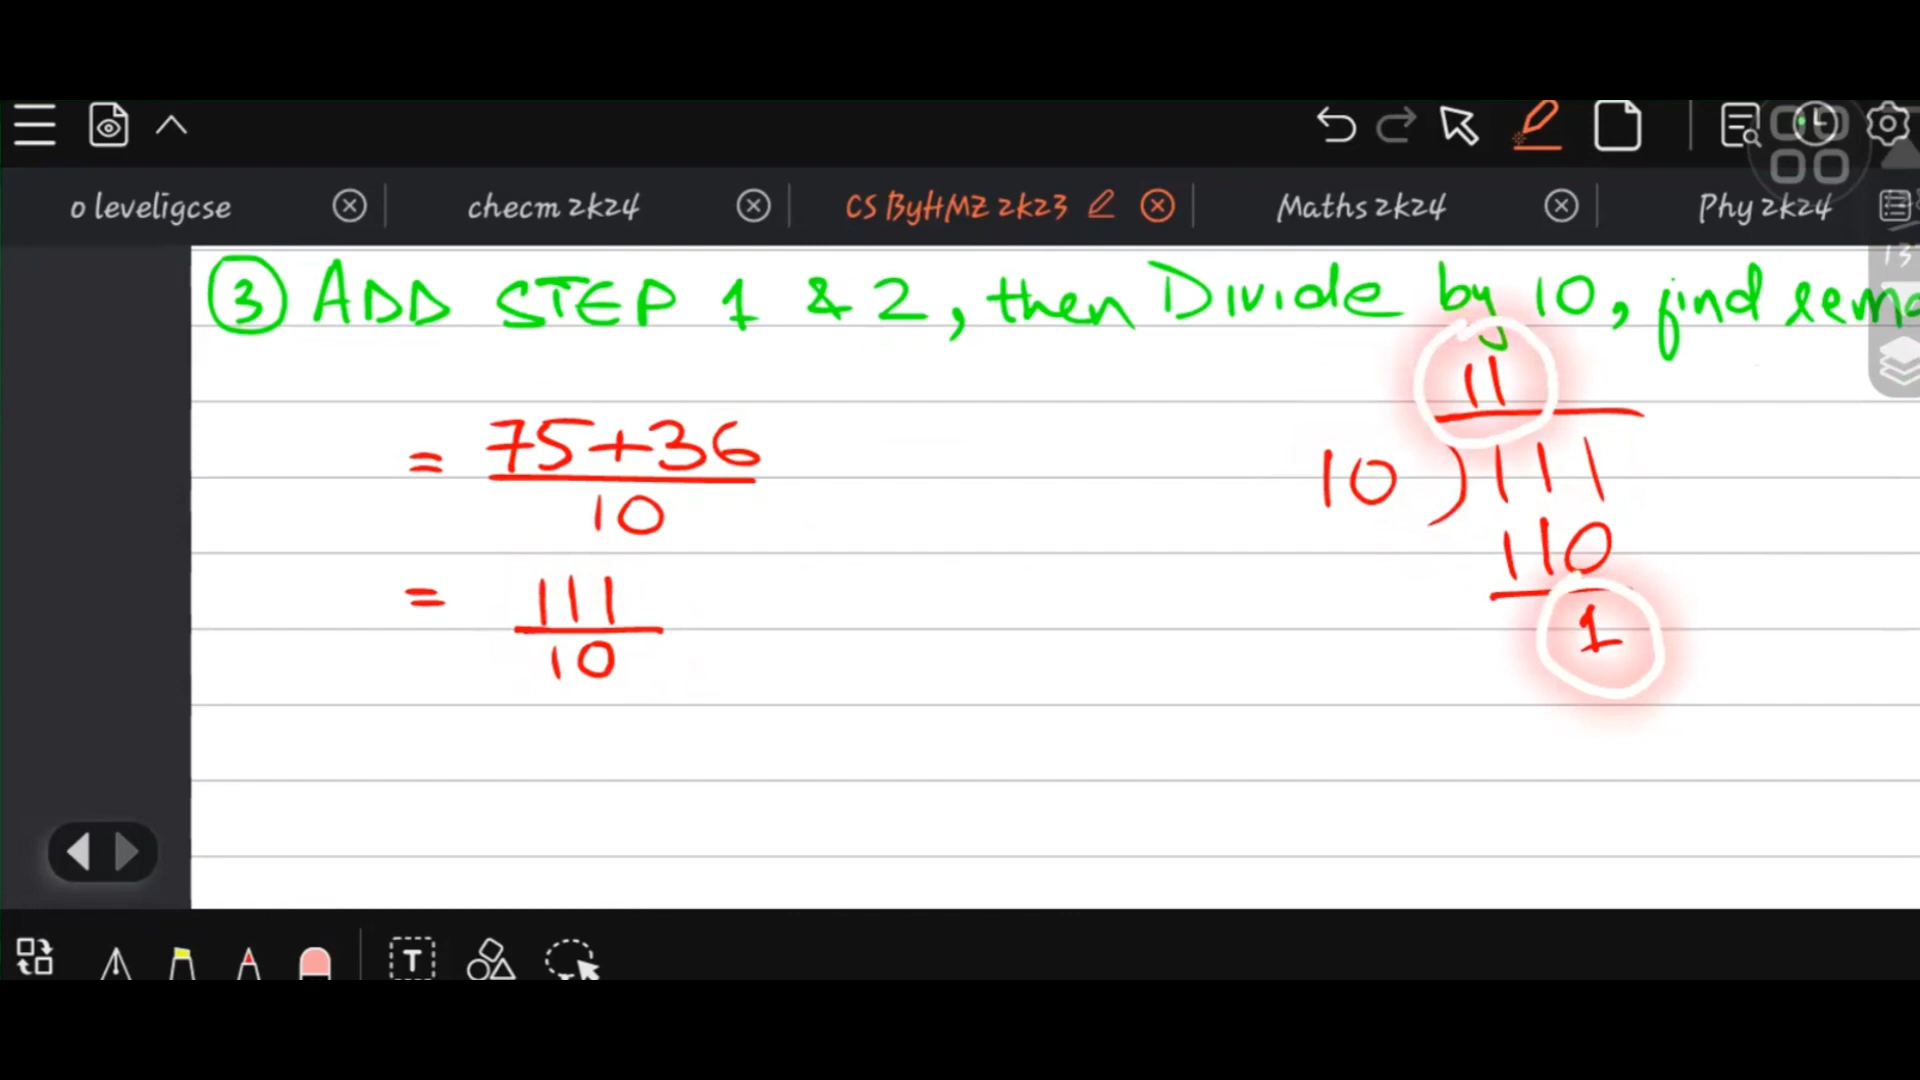 o leveligcse checm 2k24 CS ByHMZ 2k23 Maths 2k24 Phy 2k24
③ ADD STEP 1 & 2, then Divide by 10, find rema
= 75+36
10
= 111
10
11
10 ) 111
110
1
T